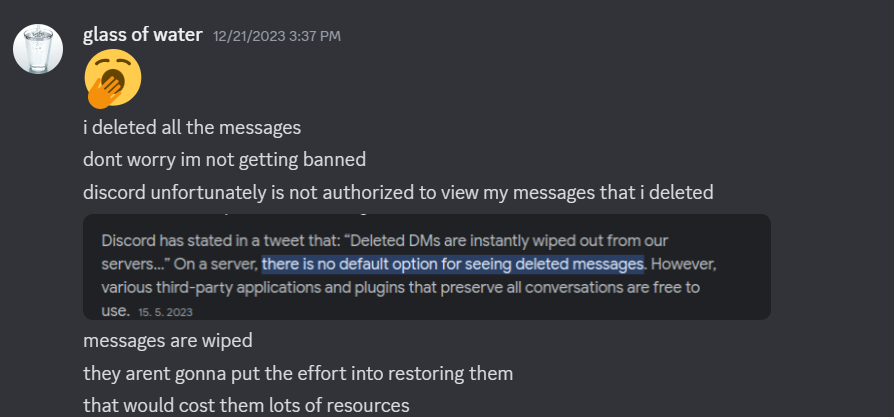 glass of water 12/21/2023 3:37 PM
i deleted all the messages
dont worry im not getting banned
discord unfortunately is not authorized to view my messages that i deleted
Discord has stated in a tweet that: “Deleted DMs are instantly wiped out from our
servers...” On a server, there is no default option for seeing deleted messages. However,
various third-party applications and plugins that preserve all conversations are free to
use. 15. 5. 2023
messages are wiped
they arent gonna put the effort into restoring them
that would cost them lots of resources